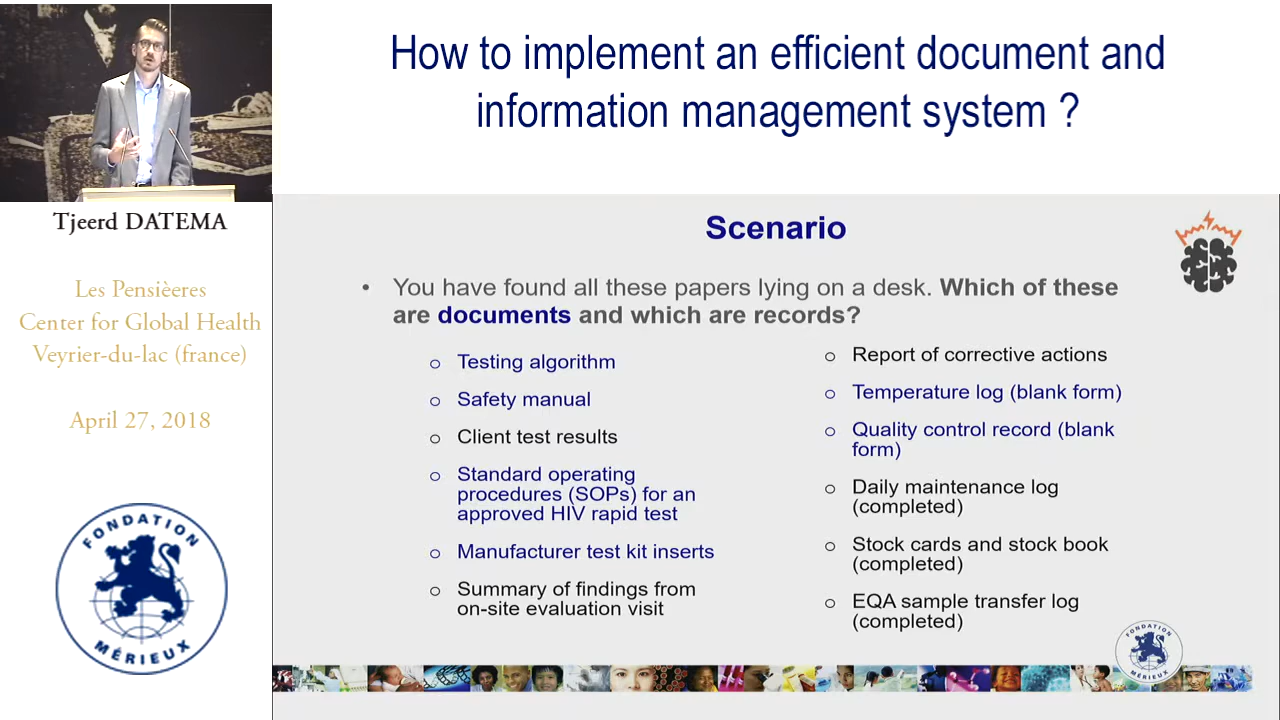 How to implement an efficient document and
information management system ?
Tjeerd DATEMA
Les Pensièeres
Center for Global Health
Veyrier-du-lac (france)
April 27, 2018
FONDATION
MÉRIEUX
Scenario
• You have found all these papers lying on a desk. Which of these
are documents and which are records?
o Testing algorithm
o Safety manual
o Client test results
o Standard operating
procedures (SOPs) for an
approved HIV rapid test
o Manufacturer test kit inserts
o Summary of findings from
on-site evaluation visit
o Report of corrective actions
o Temperature log (blank form)
o Quality control record (blank
form)
o Daily maintenance log
(completed)
o Stock cards and stock book
(completed)
o EQA sample transfer log
(completed)
FONDATION
MÉRIEUX